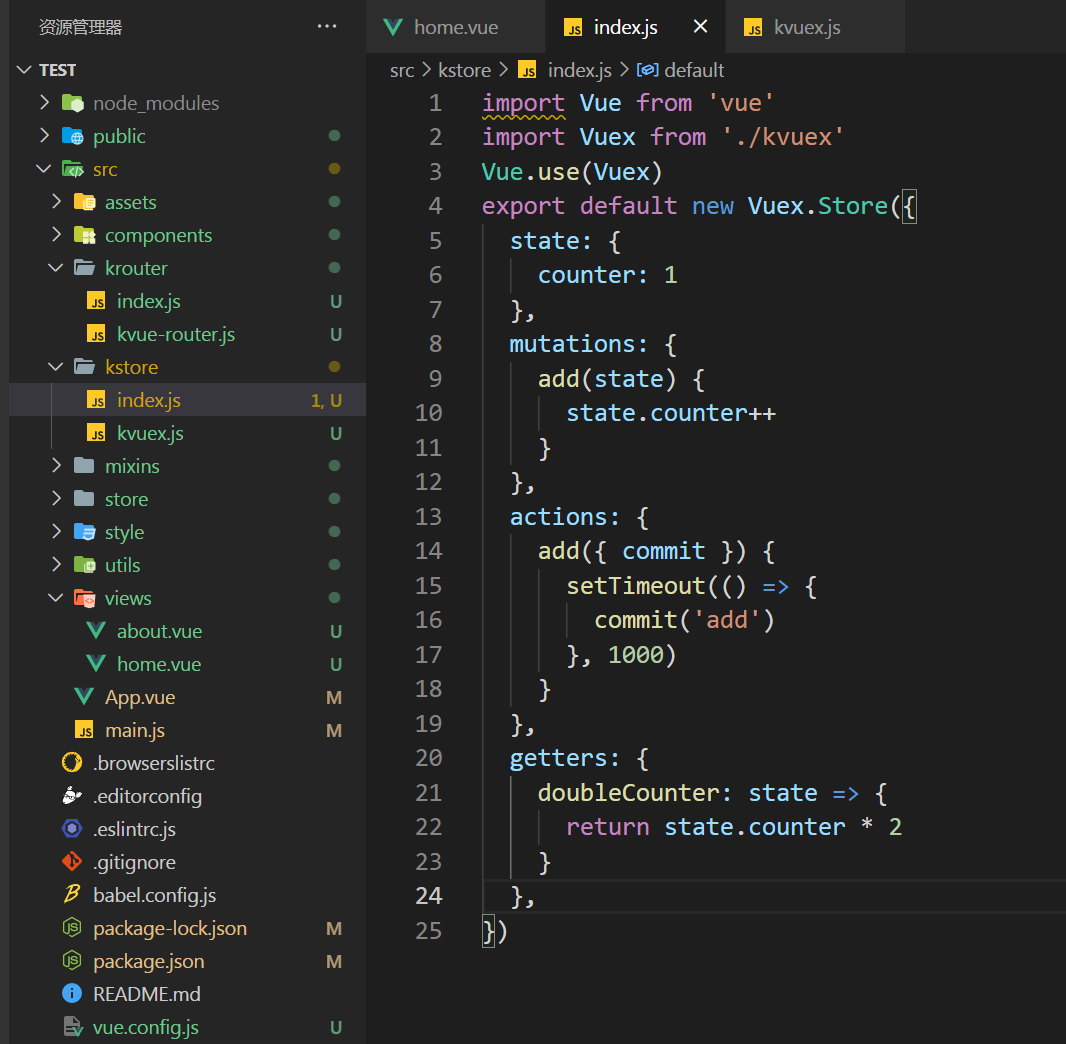 资源管理器 ···
TEST
node_modules
public
src
assets
components
krouter
index.js U
kvue-router.js U
kstore
index.js 1, U
kvuex.js U
mixins
store
style
utils
views
about.vue U
home.vue U
App.vue M
main.js M
.browserslistrc
.editorconfig
.eslintrc.js
.gitignore
babel.config.js
package-lock.json M
package.json M
README.md
vue.config.js U
home.vue JS index.js JS kvuex.js
src > kstore > JS index.js > default
1 import Vue from 'vue'
2 import Vuex from './kvuex'
3 Vue.use(Vuex)
4 export default new Vuex.Store({
5   state: {
6     counter: 1
7   },
8   mutations: {
9     add(state) {
10       state.counter++
11     }
12   },
13   actions: {
14     add({ commit }) {
15       setTimeout(() => {
16         commit('add')
17       }, 1000)
18     }
19   },
20   getters: {
21     doubleCounter: state => {
22       return state.counter * 2
23     }
24   },
25 })